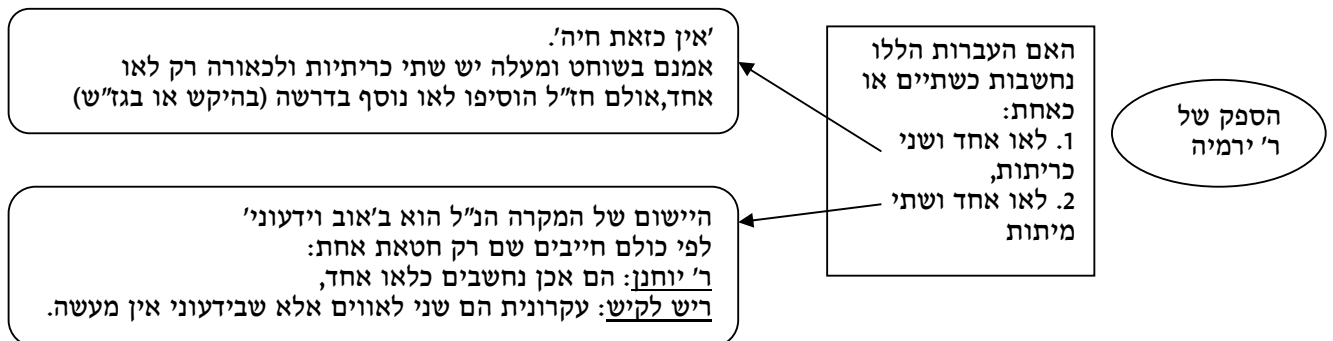 הספק של
ר' ירמיה
האם העברות הללו
נחשבות כשתיים או
כאחת:
1. לאו אחד ושני
כריתות,
2. לאו אחד ושתי
מיתות
'אין כזאת חיה'.
אמנם בשוחט ומעלה יש שתי כריתיות ולכאורה רק לאו
אחד,אולם חז"ל הוסיפו לאו נוסף בדרשה (בהיקש או בגז"ש)
היישום של המקרה הנ"ל הוא ב'אוב וידעוני'
לפי כולם חייבים שם רק חטאת אחת:
ר' יוחנן: הם אכן נחשבים כלאו אחד,
ריש לקיש: עקרונית הם שני לאווים אלא שבידעוני אין מעשה.